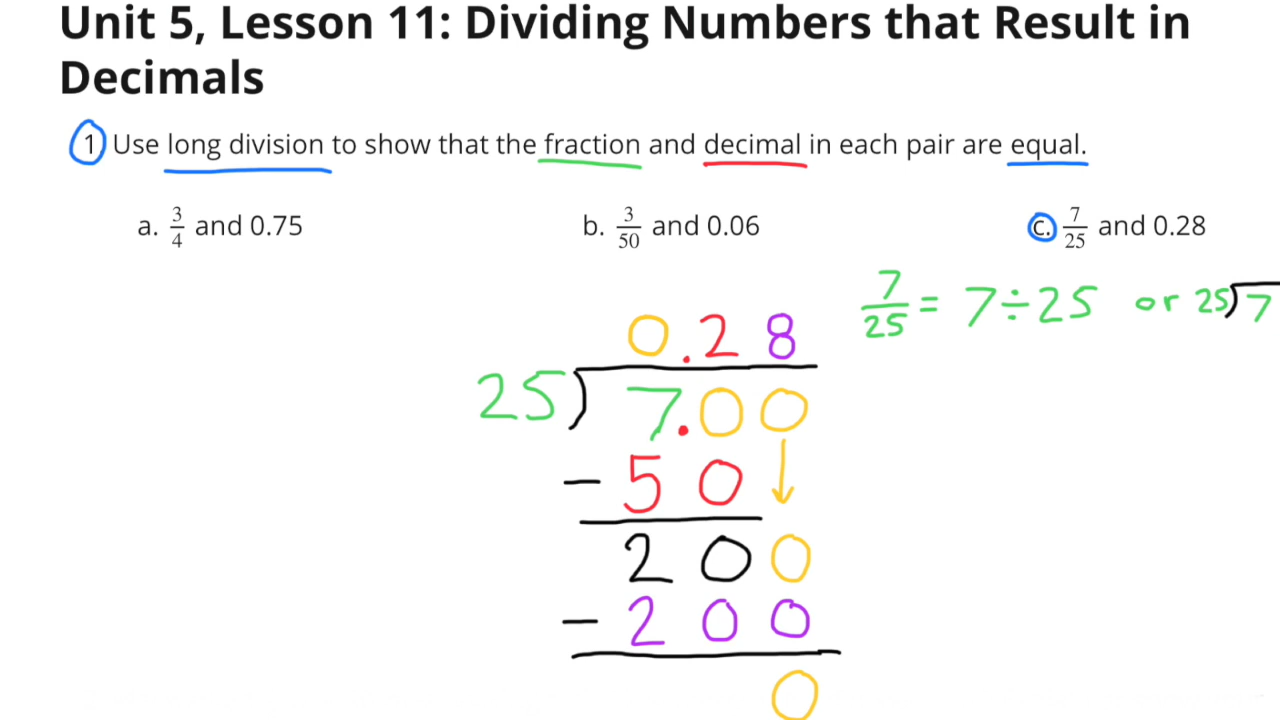 Unit 5, Lesson 11: Dividing Numbers that Result in
Decimals
1. Use long division to show that the fraction and decimal in each pair are equal.
a. 3/4 and 0.75
b. 3/50 and 0.06
c. 7/25 and 0.28
7/25 = 7÷25 or 25)7
0.28
25)7.00
- 50
200
- 200
0